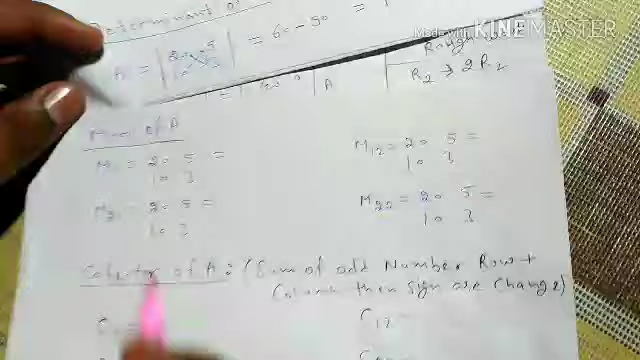 Determinant of
Made with KINEMASTER
A = | 20 5 | = 60 - 50 =
10 3
R2 → 2R2
A
Minor of A
M11 = 20 5 =
10 3
M12 = 20 5 =
10 3
M21 = 20 5 =
10 3
M22 = 20 5 =
10 3
Cofactor of A : (Sum of odd Number Row +
Column then sign are change)
C12 =